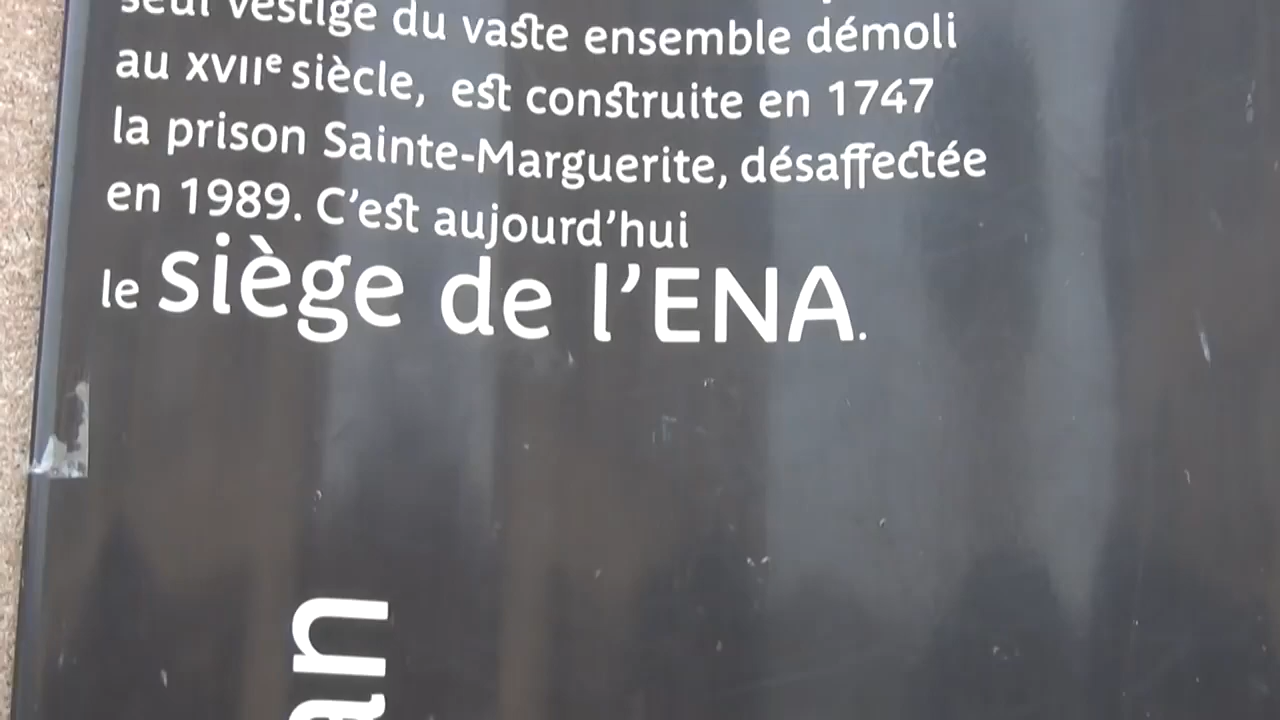 seul vestige du vaste ensemble démoli
au XVIIe siècle, est construite en 1747
la prison Sainte-Marguerite, désaffectée
en 1989. C'est aujourd'hui
le siège de l'ENA.
an